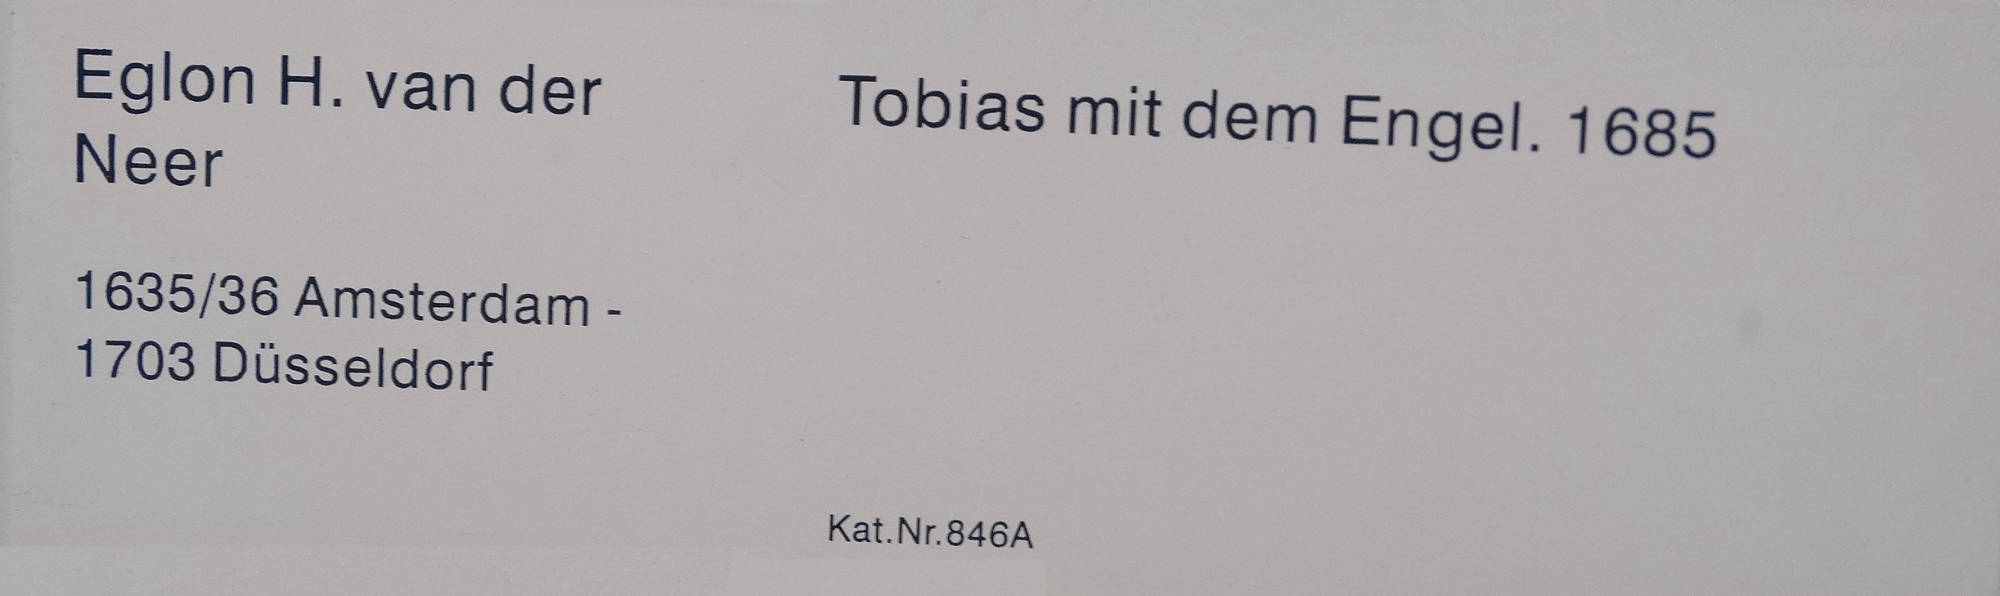 Eglon H. van der
Neer
1635/36 Amsterdam -
1703 Düsseldorf
Tobias mit dem Engel. 1685
Kat.Nr.846A